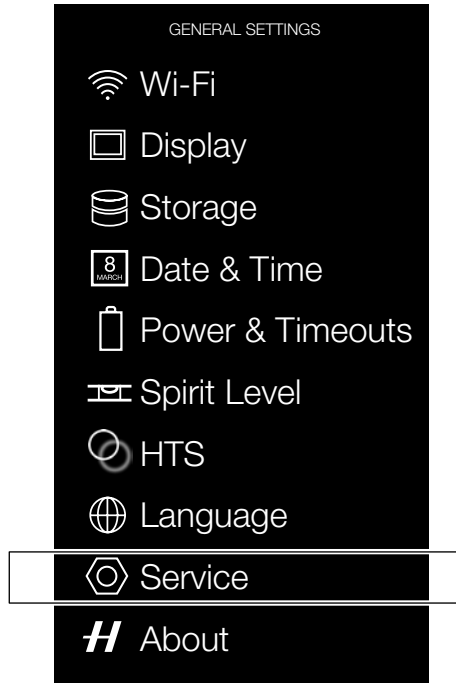 GENERAL SETTINGS
Wi-Fi
Display
Storage
8
MARCH
Date & Time
Power & Timeouts
Spirit Level
HTS
Language
Service
H About